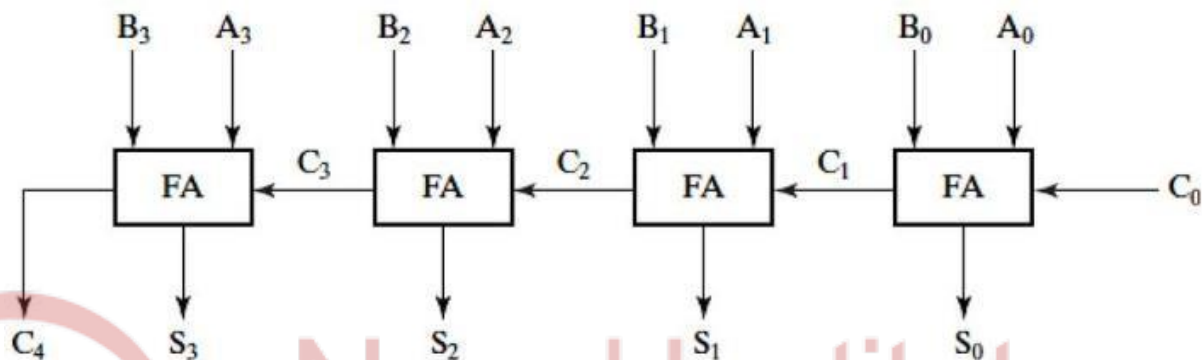 B₃ A₃ B₂ A₂ B₁ A₁ B₀ A₀
FA C₃ FA C₂ FA C₁ FA C₀
C₄ S₃ S₂ S₁ S₀